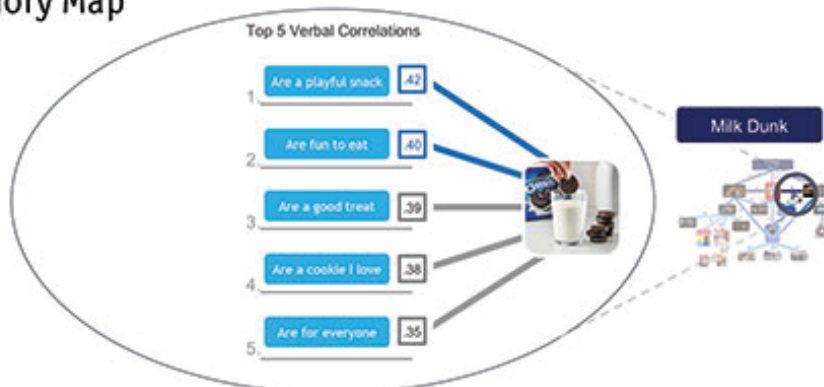 ory Map
Top 5 Verbal Correlations
1. Are a playful snack .42
2. Are fun to eat .40
3. Are a good treat .39
4. Are a cookie I love .38
5. Are for everyone .35
OREO
Milk Dunk